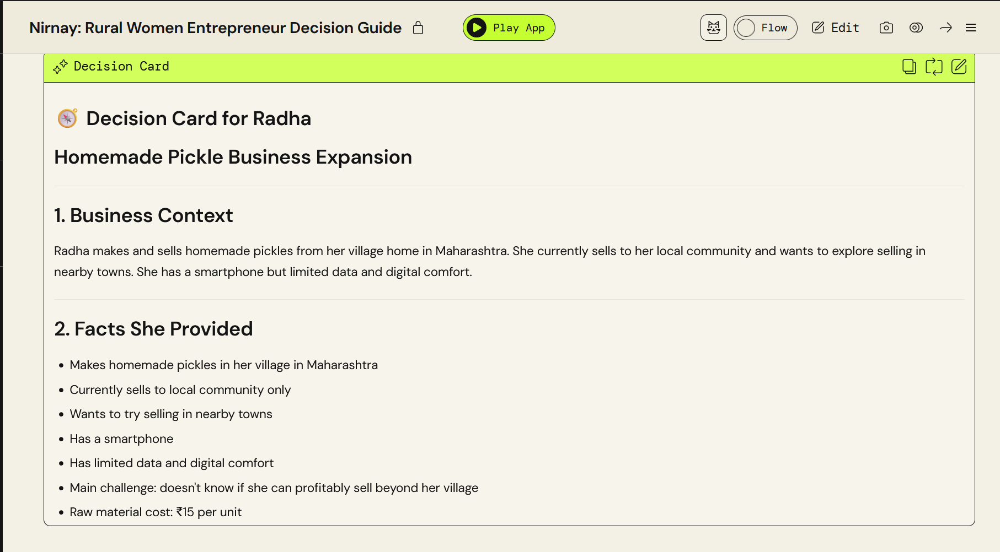 Nirnay: Rural Women Entrepreneur Decision Guide
Play App
Flow
Edit
Decision Card
Decision Card for Radha
Homemade Pickle Business Expansion
1. Business Context
Radha makes and sells homemade pickles from her village home in Maharashtra. She currently sells to her local community and wants to explore selling in
nearby towns. She has a smartphone but limited data and digital comfort.
2. Facts She Provided
• Makes homemade pickles in her village in Maharashtra
• Currently sells to local community only
• Wants to try selling in nearby towns
• Has a smartphone
• Has limited data and digital comfort
• Main challenge: doesn't know if she can profitably sell beyond her village
• Raw material cost: ₹15 per unit